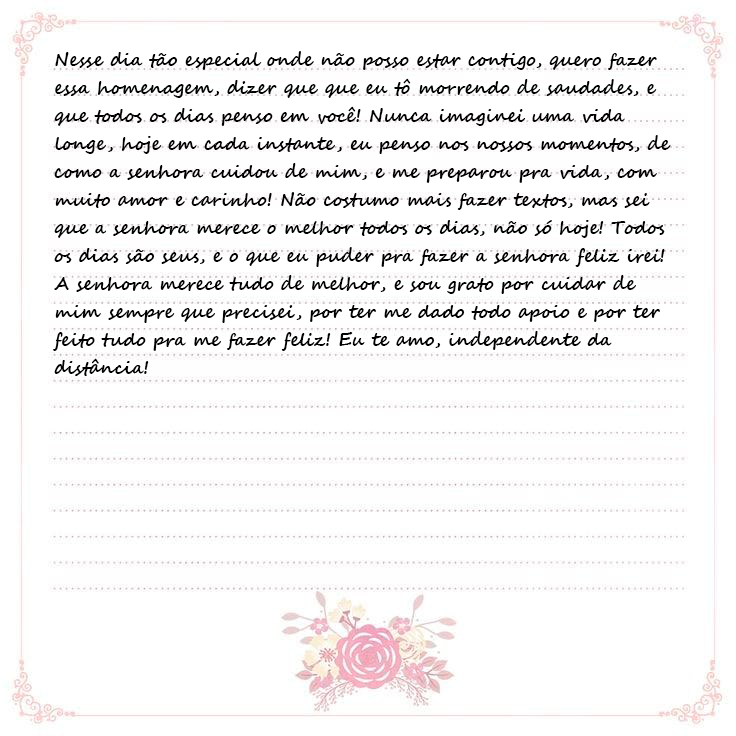 Nesse dia tão especial onde não posso estar contigo, quero fazer
essa homenagem, dizer que que eu tô morrendo de saudades, e
que todos os dias penso em você! Nunca imaginei uma vida
longe, hoje em cada instante, eu penso nos nossos momentos, de
como a senhora cuidou de mim, e me preparou pra vida, com
muito amor e carinho! Não costumo mais fazer textos, mas sei
que a senhora merece o melhor todos os dias, não só hoje! Todos
os dias são seus, e o que eu puder pra fazer a senhora feliz irei!
A senhora merece tudo de melhor, e sou grato por cuidar de
mim sempre que precisei, por ter me dado todo apoio e por ter
feito tudo pra me fazer feliz! Eu te amo, independente da
distância!